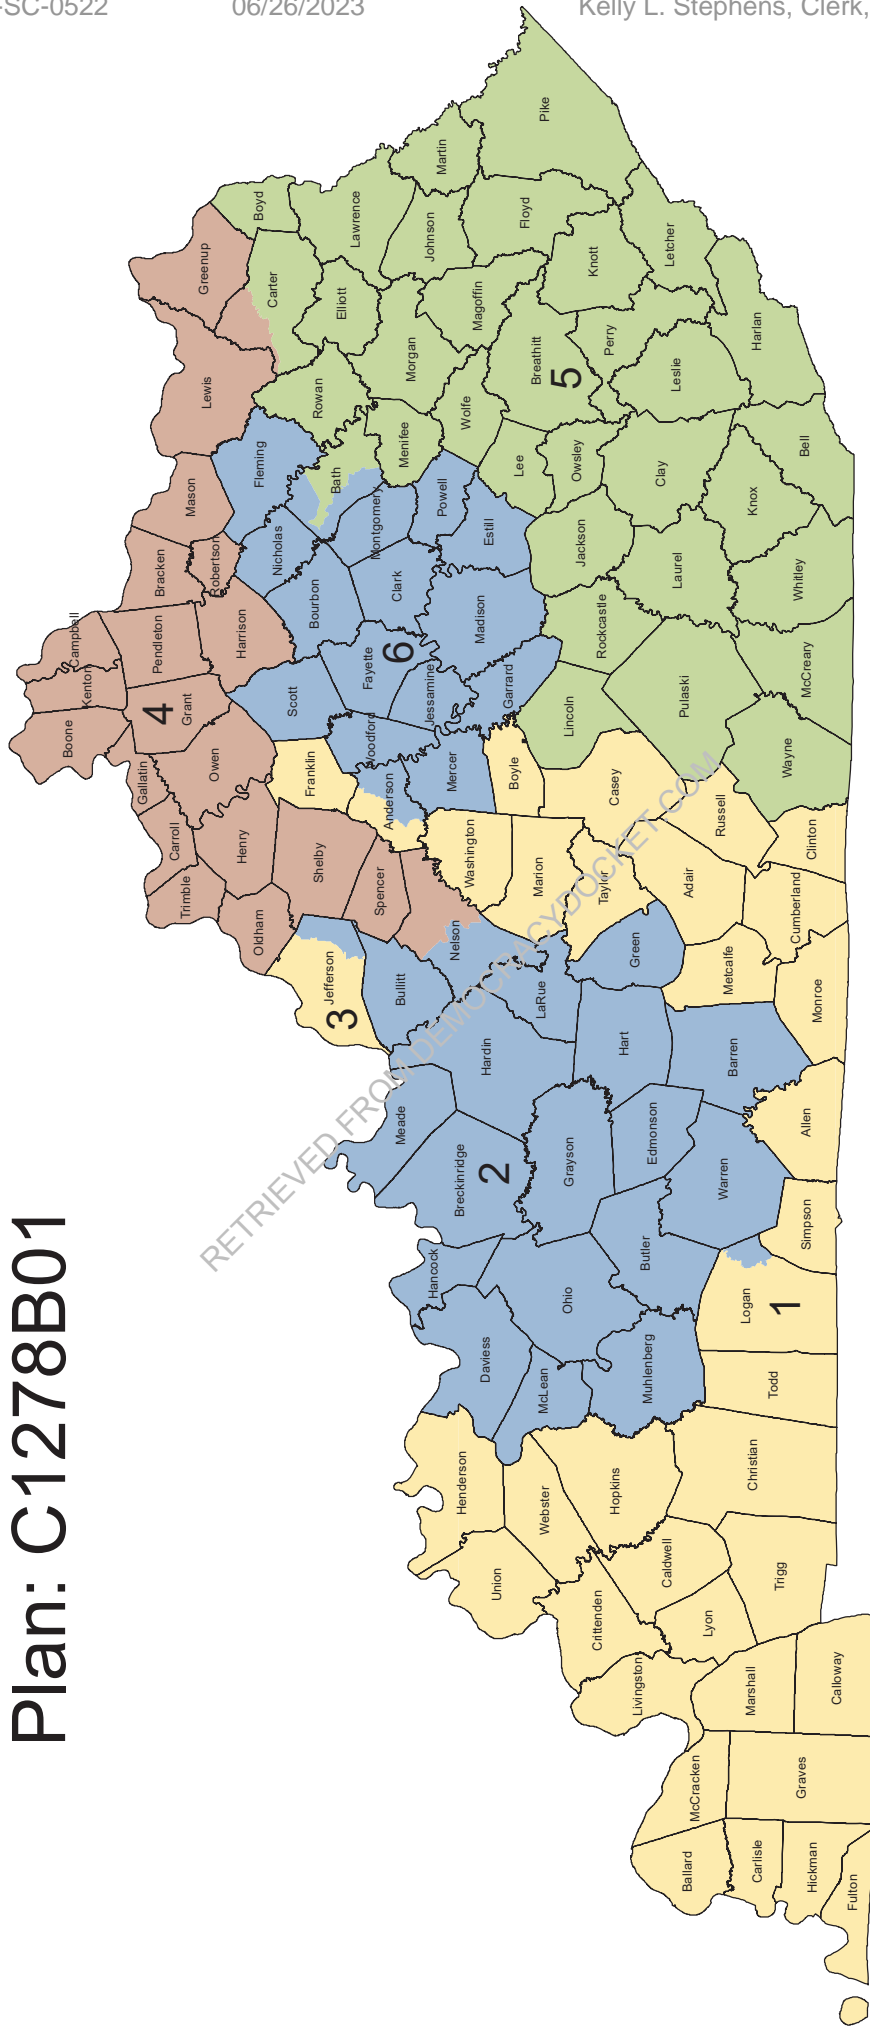 -SC-0522 06/26/2023 Kelly L. Stephens, Clerk,
Plan: C1278B01
RETRIEVED FROM DEMOCRACYDOCKET.COM
Boone
Kenton
Campbell
Gallatin
Grant
4
Pendleton
Bracken
Mason
Lewis
Greenup
Boyd
Carter
Carroll
Trimble
Owen
Harrison
Robertson
Fleming
Rowan
Elliott
Lawrence
Henry
Oldham
Shelby
Franklin
Scott
Bourbon
Nicholas
Bath
Menifee
Morgan
Johnson
Martin
Jefferson
3
Spencer
Anderson
Woodford
Fayette
6
Clark
Montgomery
Powell
Wolfe
Magoffin
Floyd
Pike
Bullitt
Nelson
Washington
Mercer
Jessamine
Madison
Estill
Lee
Breathitt
5
Knott
Meade
Hardin
LaRue
Marion
Boyle
Garrard
Lincoln
Rockcastle
Jackson
Owsley
Perry
Letcher
Hancock
Breckinridge
2
Grayson
Hart
Green
Taylor
Casey
Pulaski
Laurel
Clay
Leslie
Harlan
Daviess
Ohio
Butler
Edmonson
Barren
Metcalfe
Adair
Russell
Wayne
McCreary
Whitley
Knox
Bell
Henderson
McLean
Muhlenberg
Warren
Allen
Monroe
Cumberland
Clinton
Union
Webster
Hopkins
Christian
Todd
Logan
1
Simpson
Crittenden
Caldwell
Lyon
Trigg
Livingston
Marshall
Calloway
McCracken
Graves
Ballard
Carlisle
Hickman
Fulton